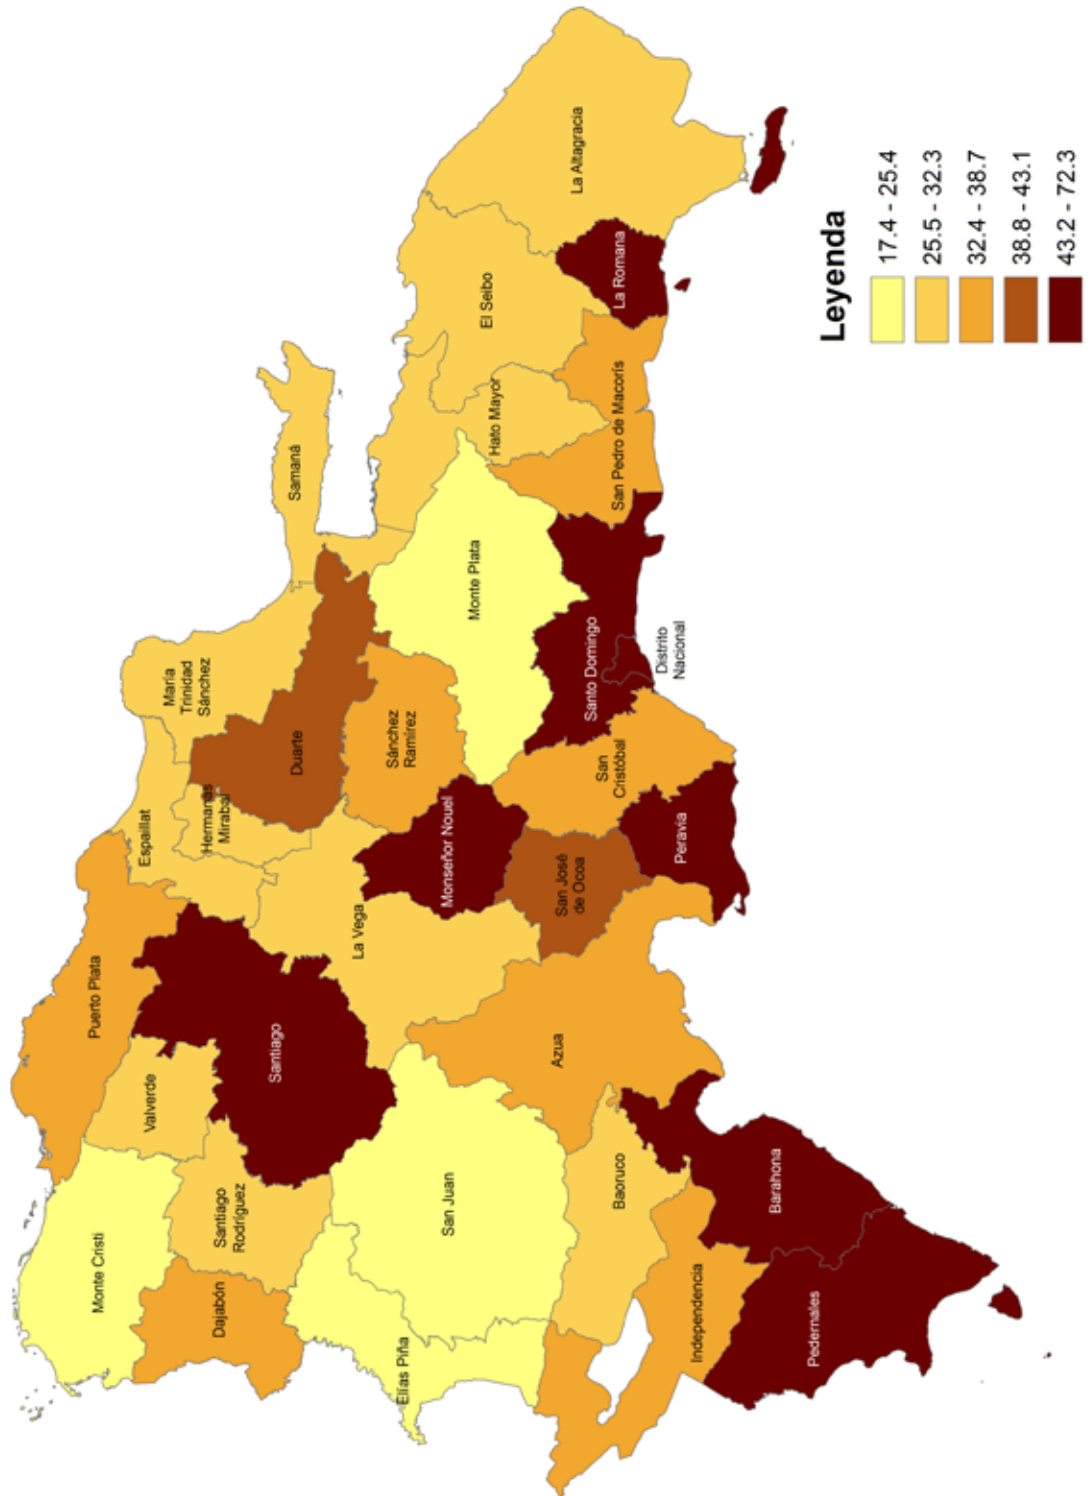 Puerto Plata
Monte Cristi
Valverde
Espaillat
María
Trinidad
Sánchez
Hermanas
Mirabal
Samaná
Dajabón
Santiago
Rodríguez
Santiago
Duarte
La Vega
Sánchez
Ramírez
Elías Piña
San Juan
Monseñor Nouel
Monte Plata
Hato Mayor
El Seibo
La Altagracia
Azua
San José
de Ocoa
San
Cristóbal
Santo Domingo
San Pedro de Macorís
La Romana
Baoruco
Peravia
Distrito
Nacional
Independencia
Barahona
Pedernales
Leyenda
17.4 - 25.4
25.5 - 32.3
32.4 - 38.7
38.8 - 43.1
43.2 - 72.3